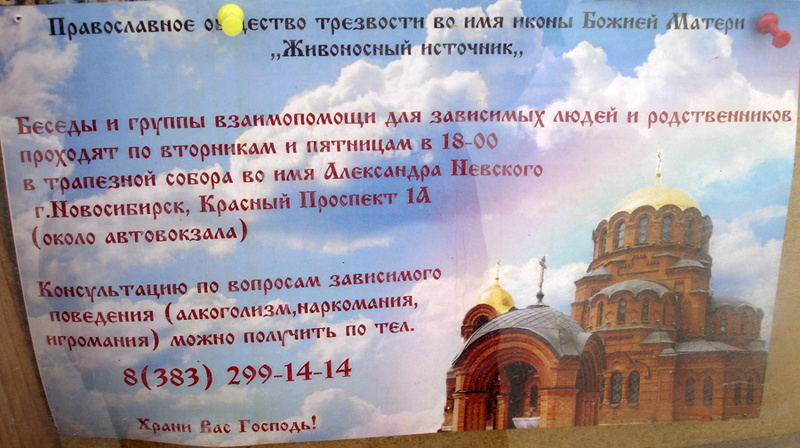 Православное общество трезвости во имя иконы Божией Матери
„Живоносный источник„
Беседы и группы взаимопомощи для зависимых людей и родственников
проходят по вторникам и пятницам в 18-00
в трапезной собора во имя Александра Невского
г.Новосибирск, Красный Проспект 1А
(около автовокзала)
Консультацию по вопросам зависимого
поведения (алкоголизм,наркомания,
игромания) можно получить по тел.
8(383) 299-14-14
Храни Вас Господь!